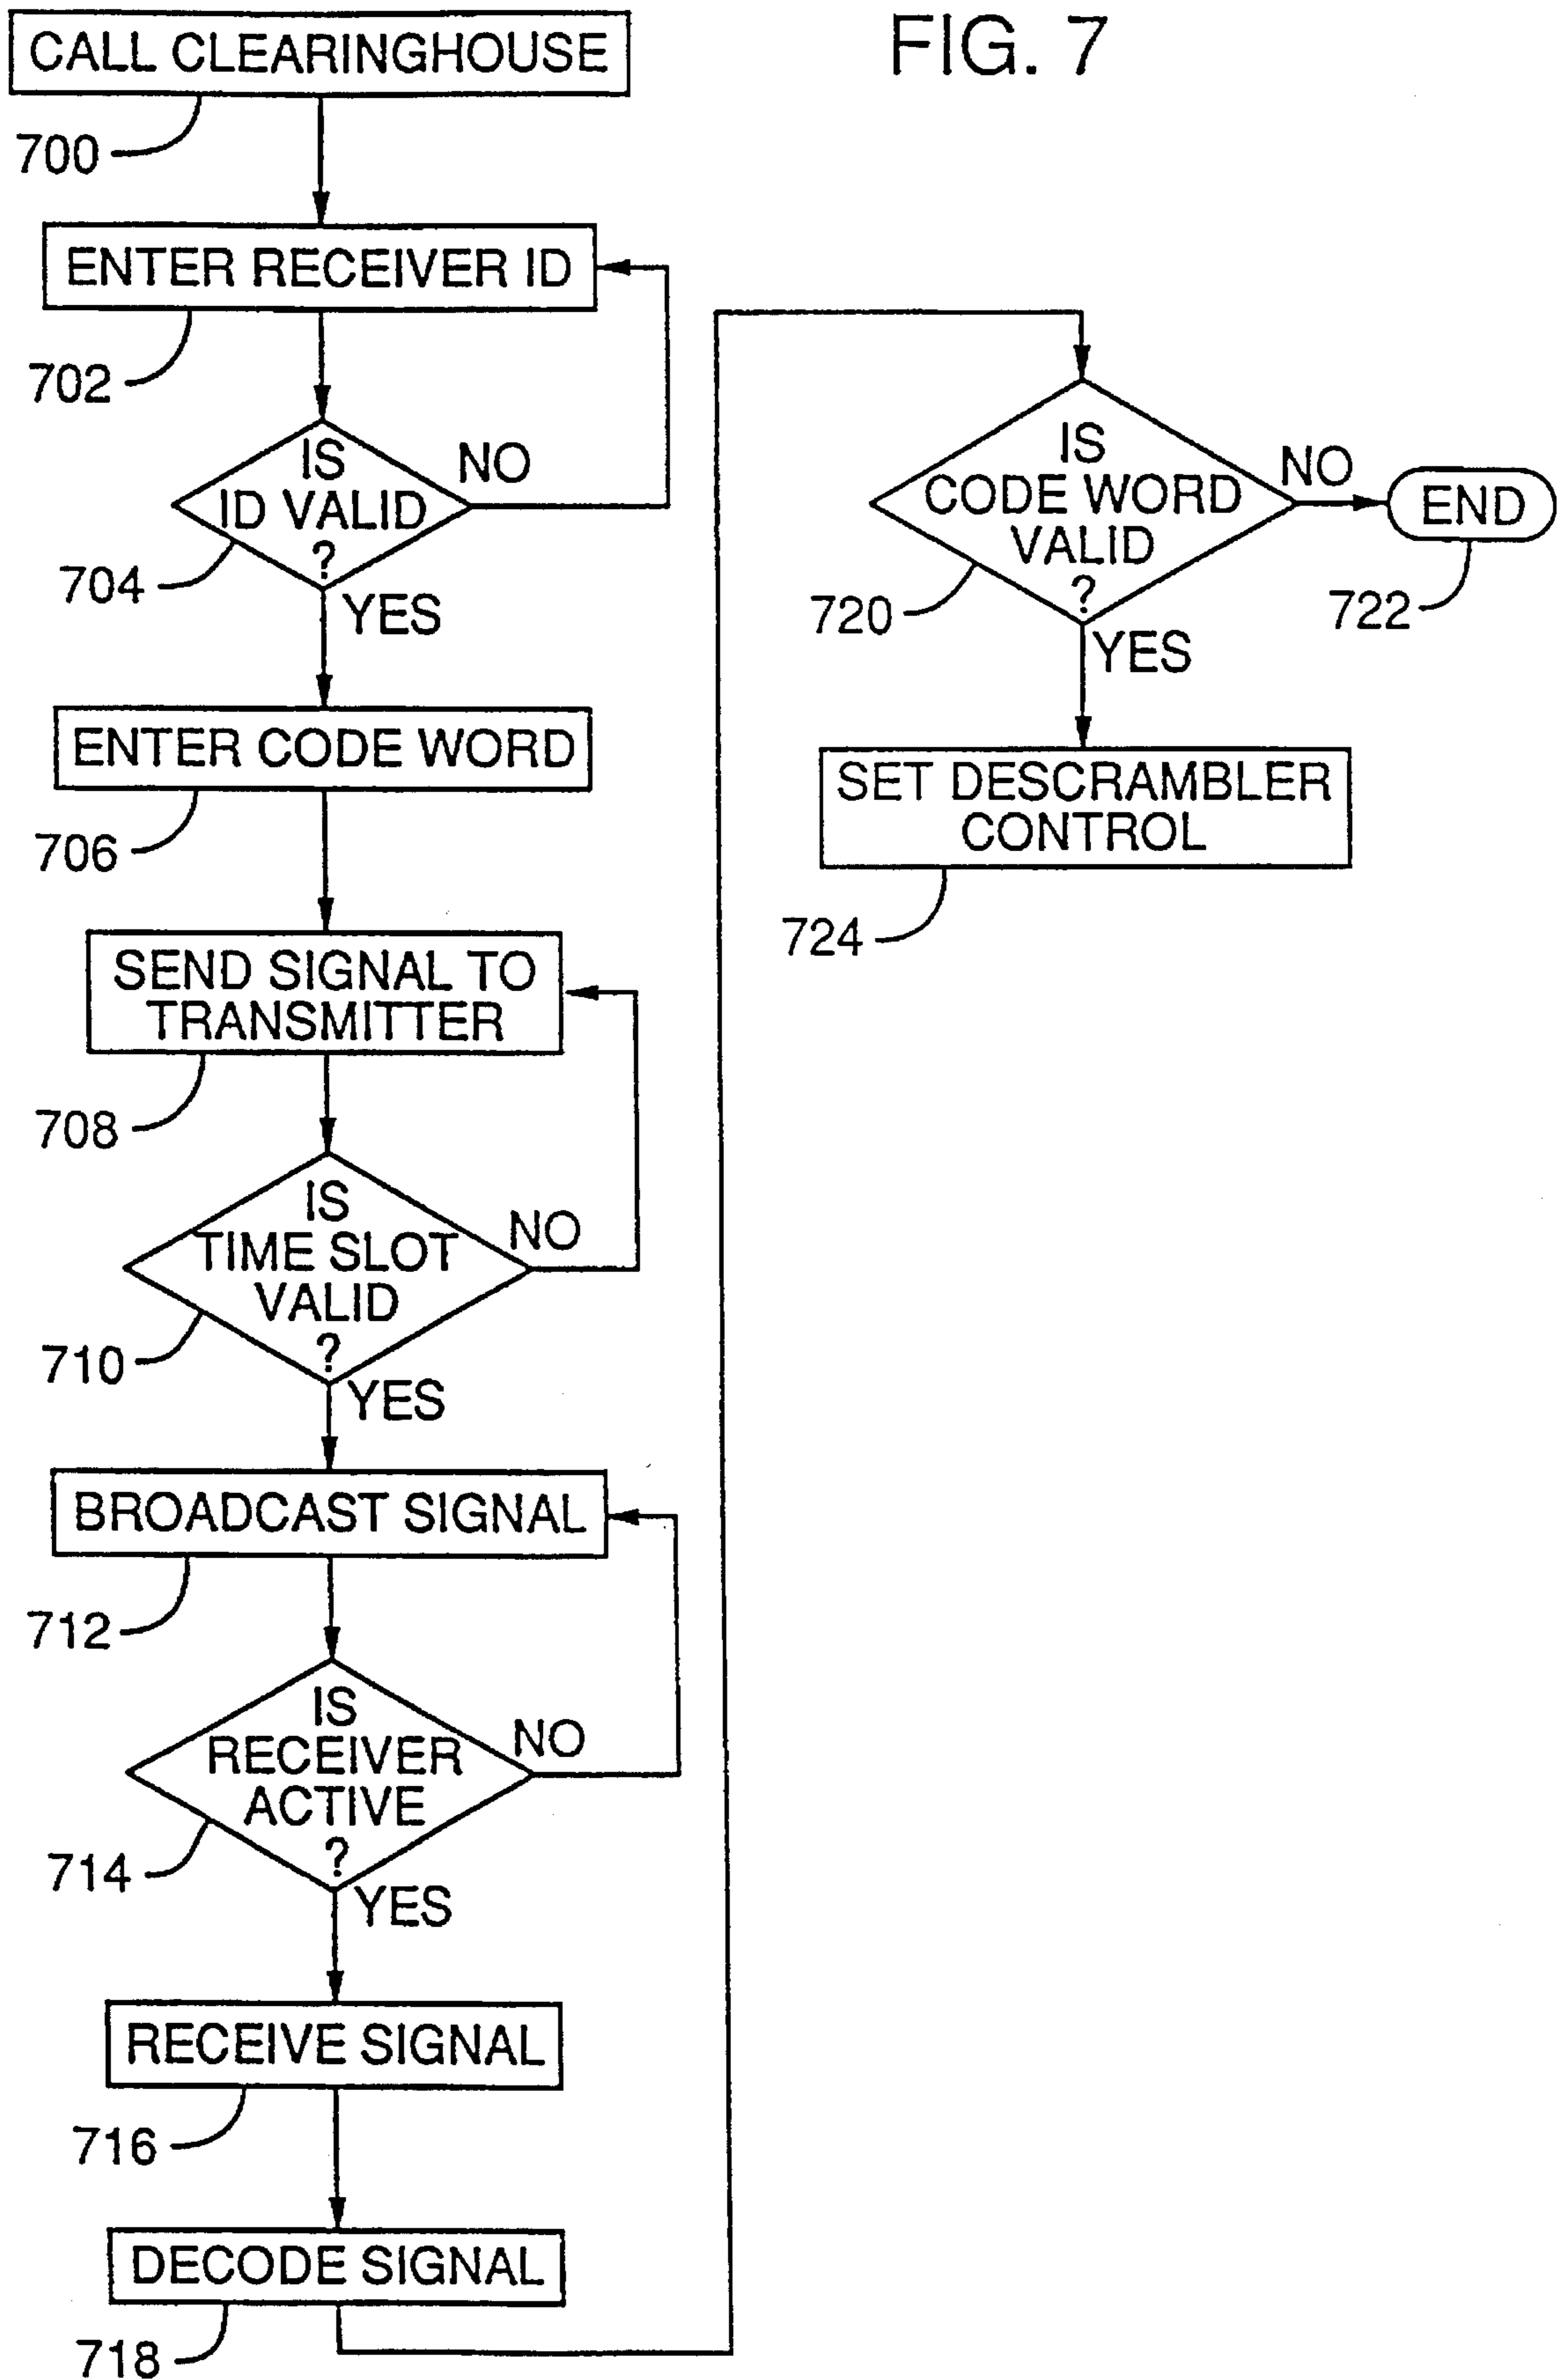 FIG. 7
CALL CLEARINGHOUSE
700
ENTER RECEIVER ID
702
IS
ID VALID
?
NO
704
YES
ENTER CODE WORD
706
SEND SIGNAL TO
TRANSMITTER
708
IS
TIME SLOT
VALID
?
NO
710
YES
BROADCAST SIGNAL
712
IS
RECEIVER
ACTIVE
?
NO
714
YES
RECEIVE SIGNAL
716
DECODE SIGNAL
718
IS
CODE WORD
VALID
?
NO
END
720
722
YES
SET DESCRAMBLER
CONTROL
724